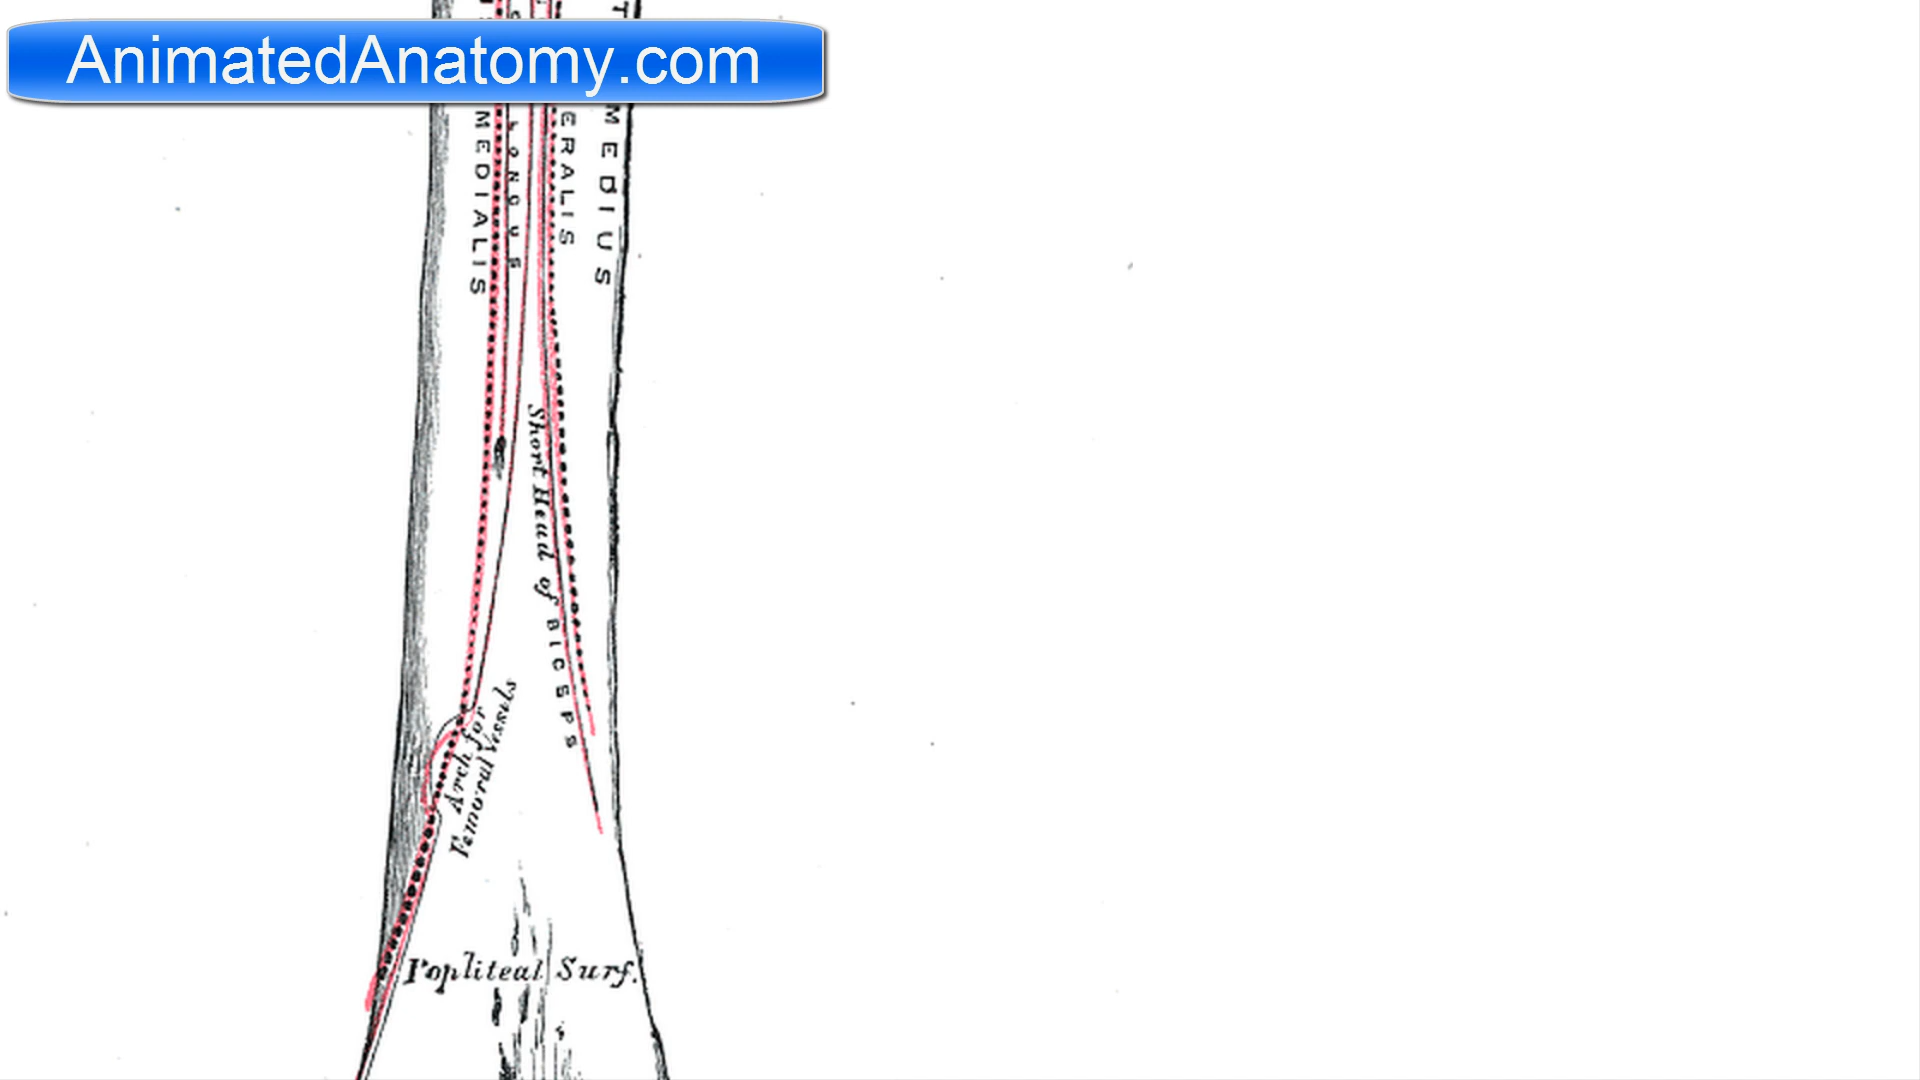 AnimatedAnatomy.com
MEDIALIS
LONGUS
ERALIS
MEDIUS
Short Head of BICEPS
Arch for
Femoral Vessels
Popliteal Surf.